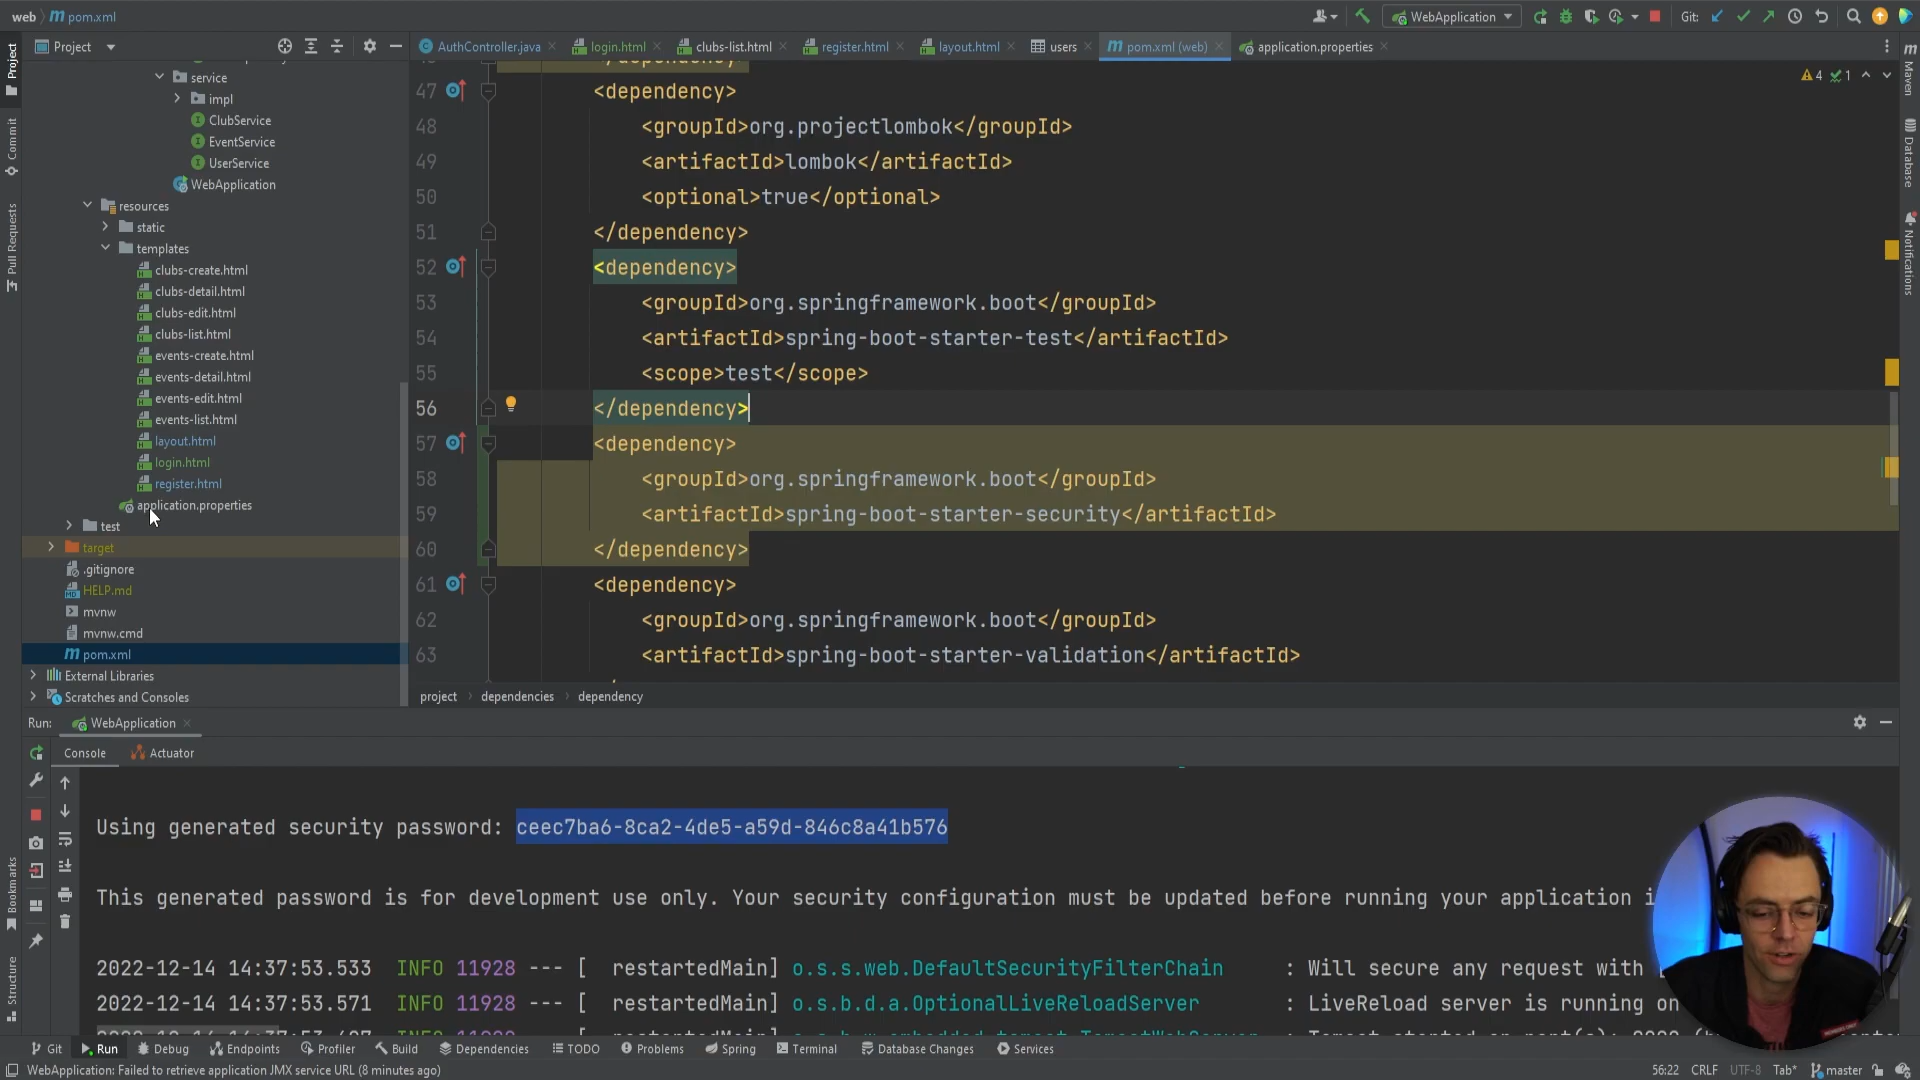 web
pom.xml
WebApplication
Git:
Project
AuthController.java
login.html
clubs-list.html
register.html
layout.html
users
pom.xml (web)
application.properties
4
1
Project
Commit
Pull Requests
Bookmarks
Structure
Maven
Database
Notifications
service
impl
ClubService
EventService
UserService
WebApplication
resources
static
templates
clubs-create.html
clubs-detail.html
clubs-edit.html
clubs-list.html
events-create.html
events-detail.html
events-edit.html
events-list.html
layout.html
login.html
register.html
application.properties
test
target
.gitignore
HELP.md
mvnw
mvnw.cmd
pom.xml
External Libraries
Scratches and Consoles
47 <dependency>
48 <groupId>org.projectlombok</groupId>
49 <artifactId>lombok</artifactId>
50 <optional>true</optional>
51 </dependency>
52 <dependency>
53 <groupId>org.springframework.boot</groupId>
54 <artifactId>spring-boot-starter-test</artifactId>
55 <scope>test</scope>
56 </dependency>
57 <dependency>
58 <groupId>org.springframework.boot</groupId>
59 <artifactId>spring-boot-starter-security</artifactId>
60 </dependency>
61 <dependency>
62 <groupId>org.springframework.boot</groupId>
63 <artifactId>spring-boot-starter-validation</artifactId>
project dependencies dependency
Run: WebApplication
Console Actuator
Using generated security password: ceec7ba6-8ca2-4de5-a59d-846c8a41b576
This generated password is for development use only. Your security configuration must be updated before running your application i
2022-12-14 14:37:53.533 INFO 11928 --- [ restartedMain] o.s.s.web.DefaultSecurityFilterChain : Will secure any request with [
2022-12-14 14:37:53.571 INFO 11928 --- [ restartedMain] o.s.b.d.a.OptionalLiveReloadServer : LiveReload server is running on
Git Run Debug Endpoints Profiler Build Dependencies TODO Problems Spring Terminal Database Changes Services
WebApplication: Failed to retrieve application JMX service URL (8 minutes ago)
56:22 CRLF UTF-8 Tab* master